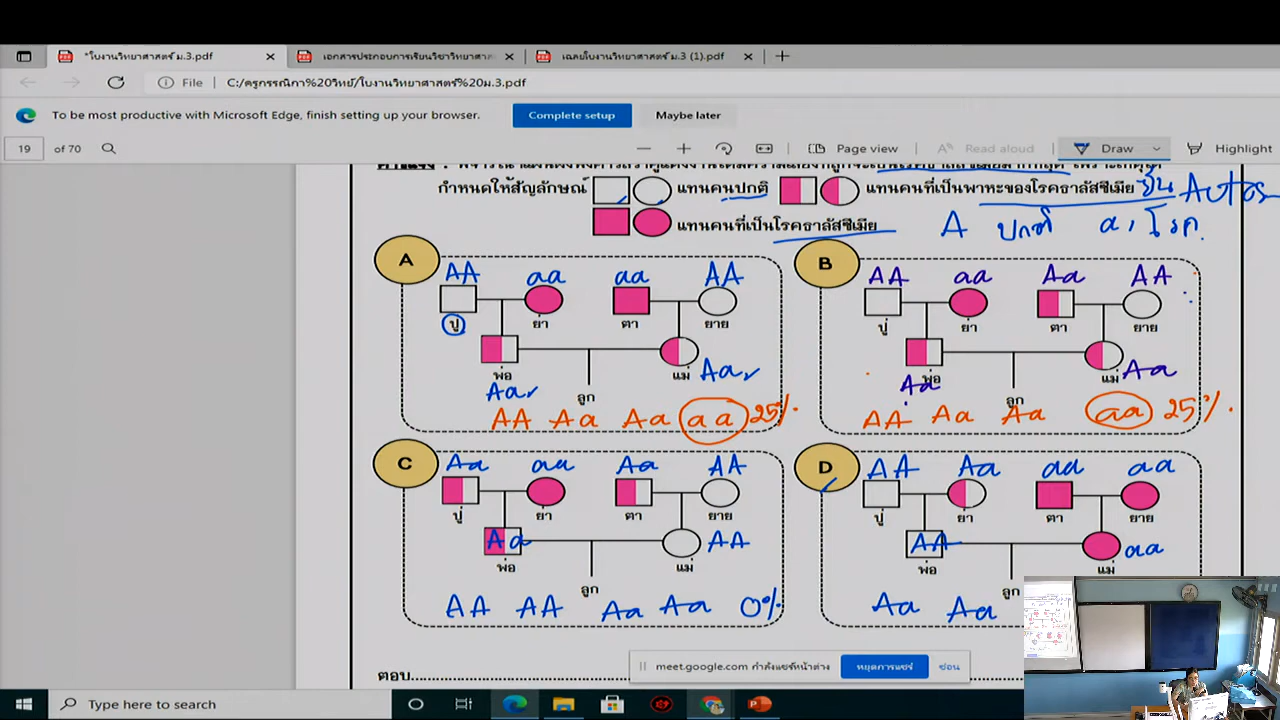 ใบงานวิทยาศาสตร์ ม.3.pdf
เอกสารประกอบการเรียนวิชาวิทยาศา
เฉลยใบงานวิทยาศาสตร์ ม.3 (1).pdf
File C:/ครูกรรณิกา%20วิทย์/ใบงานวิทยาศาสตร์%20ม.3.pdf
To be most productive with Microsoft Edge, finish setting up your browser. Complete setup Maybe later
19 of 70 Page view Read aloud Draw Highlight
กำหนดให้สัญลักษณ์ แทนคนปกติ แทนคนที่เป็นพาหะของโรคธาลัสซีเมีย ยีน Autos
แทนคนที่เป็นโรคธาลัสซีเมีย A ปกติ a, โรค
A AA aa aa AA
ปู่ ย่า ตา ยาย
พ่อ แม่ Aa
Aa ลูก
AA Aa Aa aa 25%
B AA aa Aa AA
ปู่ ย่า ตา ยาย
พ่อ แม่ Aa
Aa ลูก
AA Aa Aa aa 25%
C Aa aa Aa AA
ปู่ ย่า ตา ยาย
Aa AA
พ่อ แม่
ลูก
AA AA Aa Aa 0%
D AA Aa aa aa
ปู่ ย่า ตา ยาย
AA aa
พ่อ แม่
ลูก
Aa Aa
ตอบ
meet.google.com กำลังแชร์หน้าต่าง หยุดการแชร์ ซ่อน
Type here to search